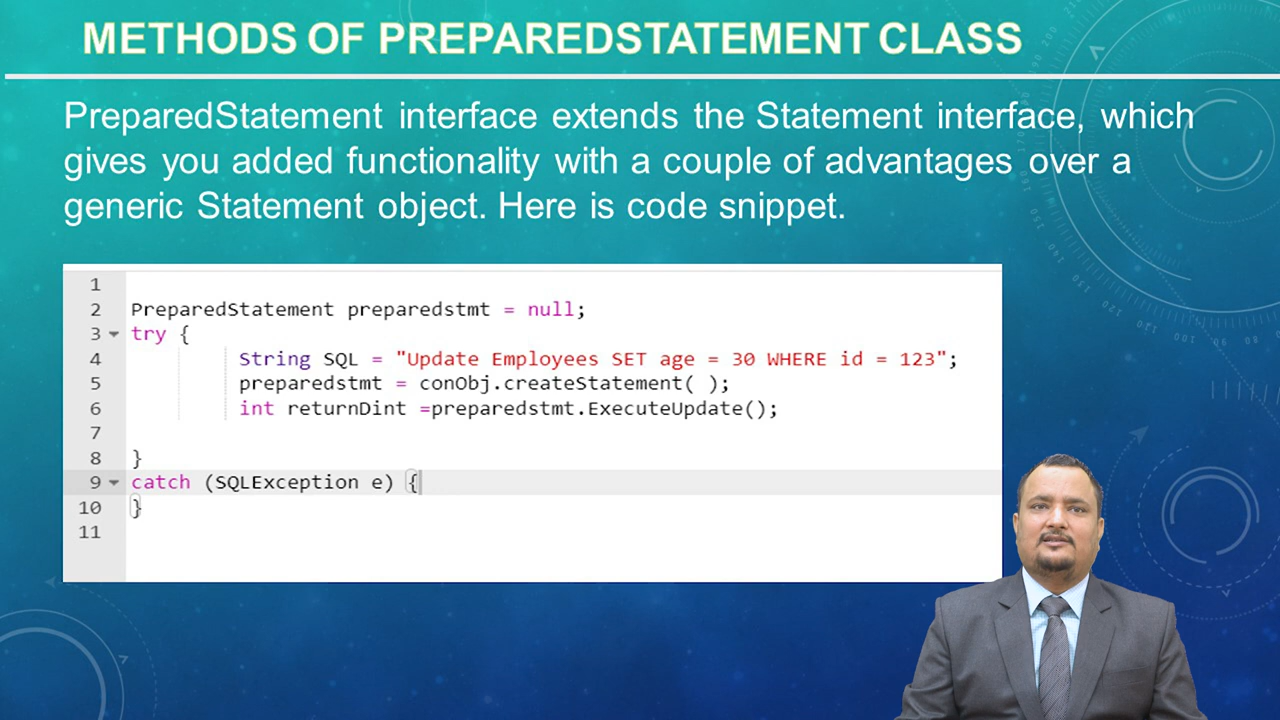 METHODS OF PREPAREDSTATEMENT CLASS
PreparedStatement interface extends the Statement interface, which
gives you added functionality with a couple of advantages over a
generic Statement object. Here is code snippet.
1
2 PreparedStatement preparedstmt = null;
3 try {
4 String SQL = "Update Employees SET age = 30 WHERE id = 123";
5 preparedstmt = conObj.createStatement( );
6 int returnDint =preparedstmt.ExecuteUpdate();
7
8 }
9 catch (SQLException e) {
10 }
11